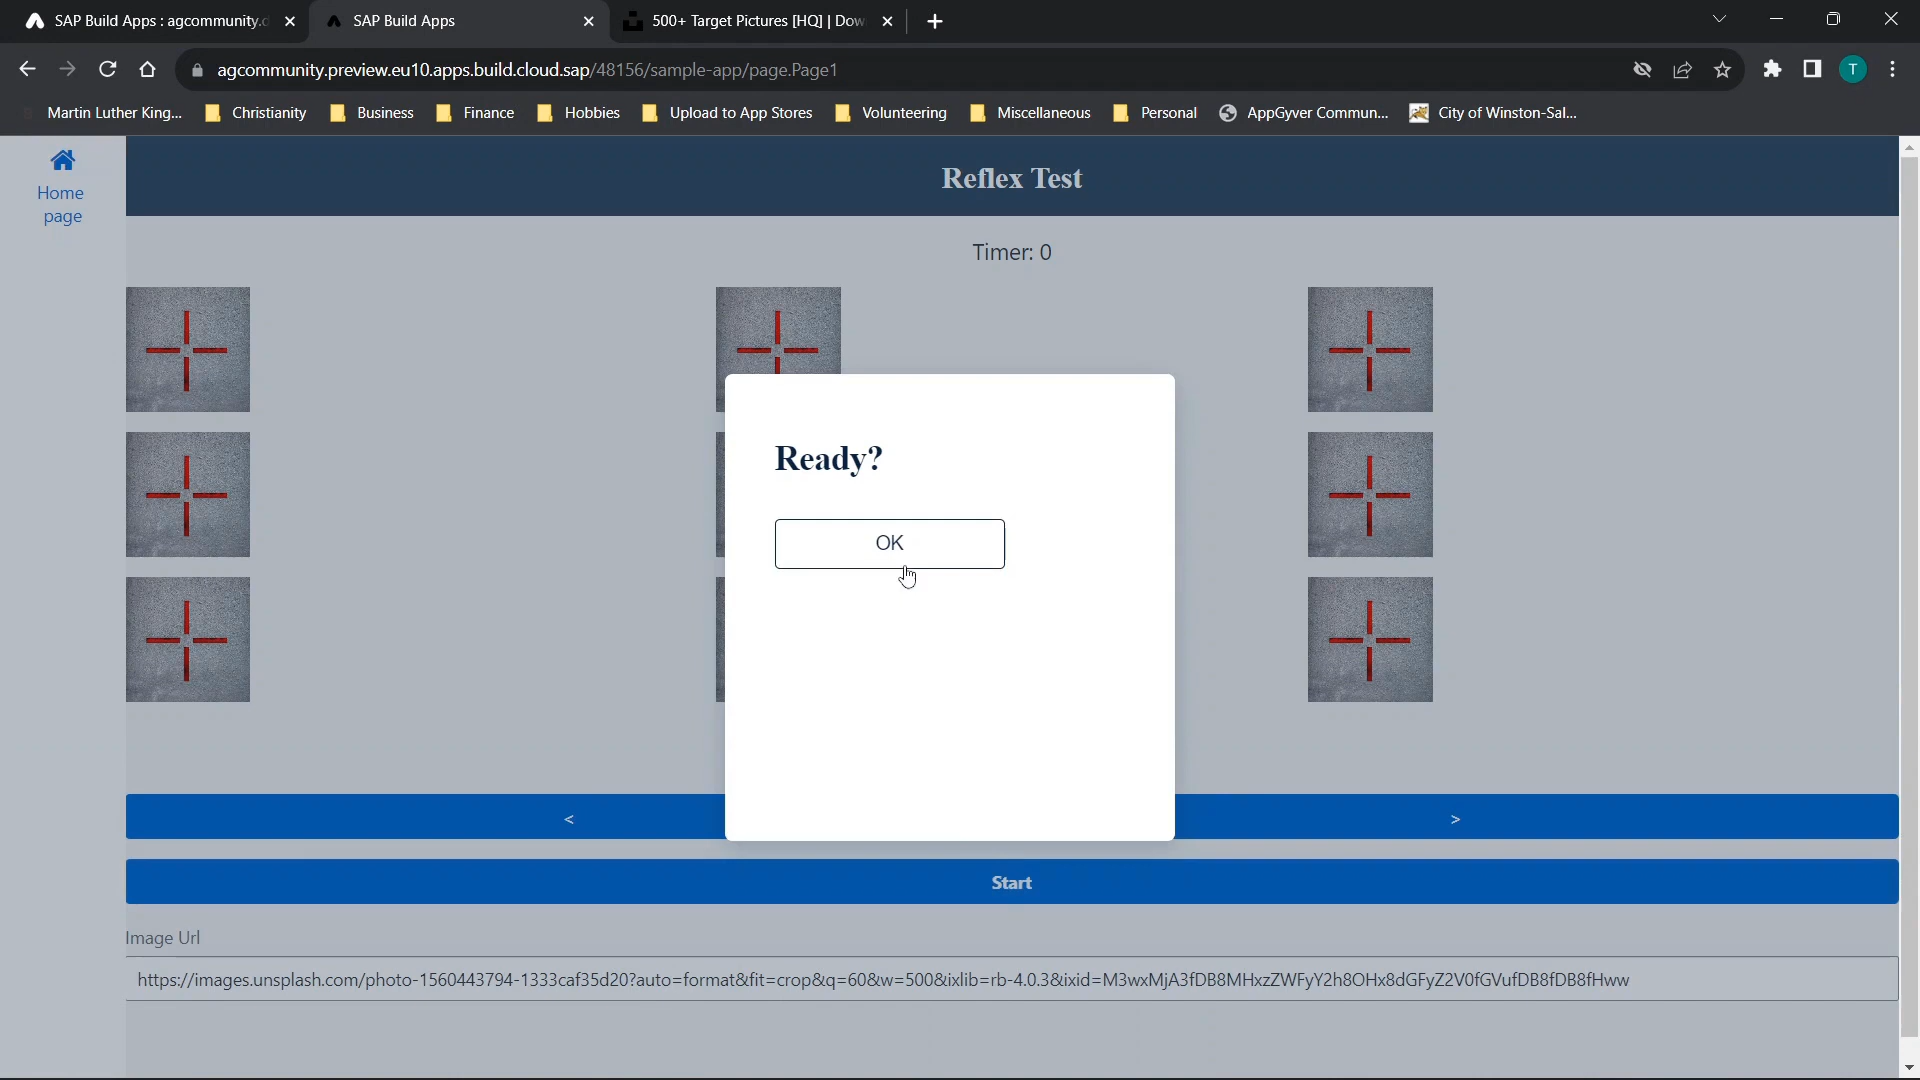 SAP Build Apps : agcommunity.c
SAP Build Apps
500+ Target Pictures [HQ] | Dow
agcommunity.preview.eu10.apps.build.cloud.sap/48156/sample-app/page.Page1
T
Martin Luther King...
Christianity
Business
Finance
Hobbies
Upload to App Stores
Volunteering
Miscellaneous
Personal
AppGyver Commun...
City of Winston-Sal...
Home
page
Reflex Test
Timer: 0
Ready?
OK
<
>
Start
Image Url
https://images.unsplash.com/photo-1560443794-1333caf35d20?auto=format&fit=crop&q=60&w=500&ixlib=rb-4.0.3&ixid=M3wxMjA3fDB8MHxzZWFyY2h8OHx8dGFyZ2V0fGVufDB8fDB8fHww